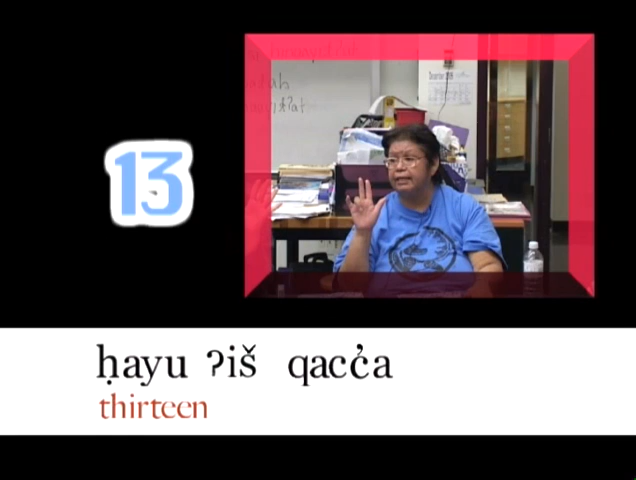 13
ḥayu ʔiš qacc̓a
thirteen